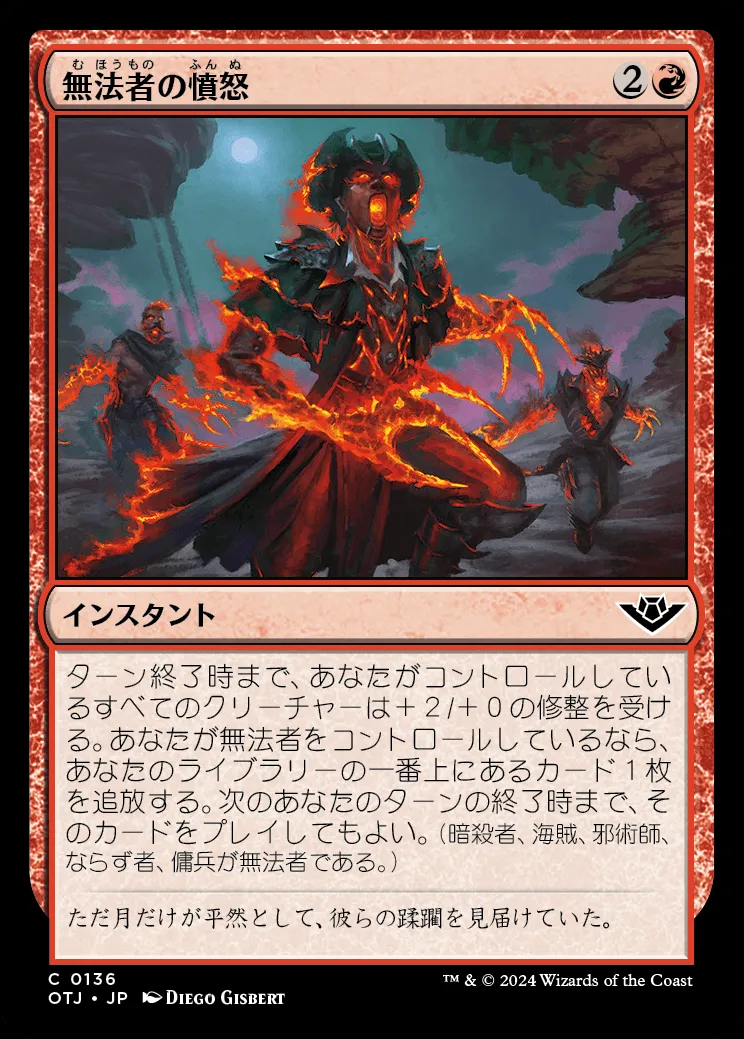 むほうもの ふんぬ
無法者の憤怒 2
インスタント
ターン終了時まで、あなたがコントロールしてい
るすべてのクリーチャーは+2/+0の修整を受け
る。あなたが無法者をコントロールしているなら、
あなたのライブラリーの一番上にあるカード1枚
を追放する。次のあなたのターンの終了時まで、そ
のカードをプレイしてもよい。(暗殺者、海賊、邪術師、
ならず者、傭兵が無法者である。)
ただ月だけが平然として、彼らの蹂躙を見届けていた。
C 0136 ™ & © 2024 Wizards of the Coast
OTJ • JP DIEGO GISBERT